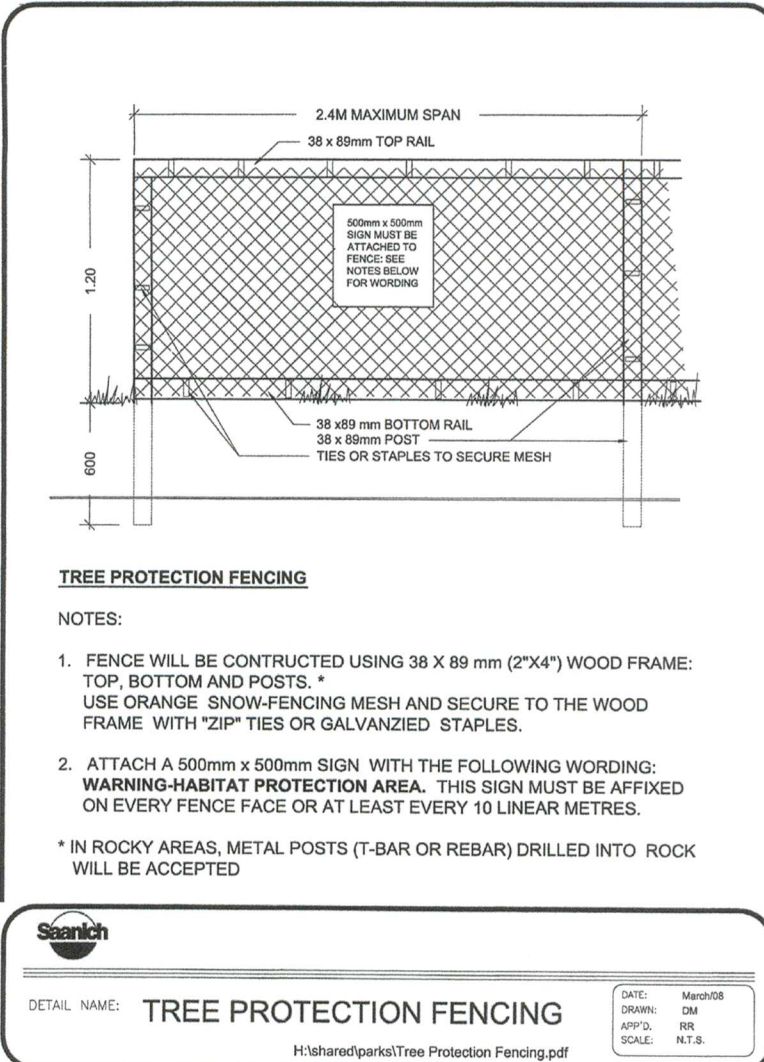 2.4M MAXIMUM SPAN
38 x 89mm TOP RAIL
500mm x 500mm
SIGN MUST BE
ATTACHED TO
FENCE: SEE
NOTES BELOW
FOR WORDING
1.20
600
38 x89 mm BOTTOM RAIL
38 x 89mm POST
TIES OR STAPLES TO SECURE MESH
TREE PROTECTION FENCING
NOTES:
1. FENCE WILL BE CONTRUCTED USING 38 X 89 mm (2"X4") WOOD FRAME:
TOP, BOTTOM AND POSTS. *
USE ORANGE SNOW-FENCING MESH AND SECURE TO THE WOOD
FRAME WITH "ZIP" TIES OR GALVANZIED STAPLES.
2. ATTACH A 500mm x 500mm SIGN WITH THE FOLLOWING WORDING:
WARNING-HABITAT PROTECTION AREA. THIS SIGN MUST BE AFFIXED
ON EVERY FENCE FACE OR AT LEAST EVERY 10 LINEAR METRES.
* IN ROCKY AREAS, METAL POSTS (T-BAR OR REBAR) DRILLED INTO ROCK
WILL BE ACCEPTED
Saanich
DETAIL NAME: TREE PROTECTION FENCING
H:\shared\parks\Tree Protection Fencing.pdf
DATE: March/08
DRAWN: DM
APP'D. RR
SCALE: N.T.S.